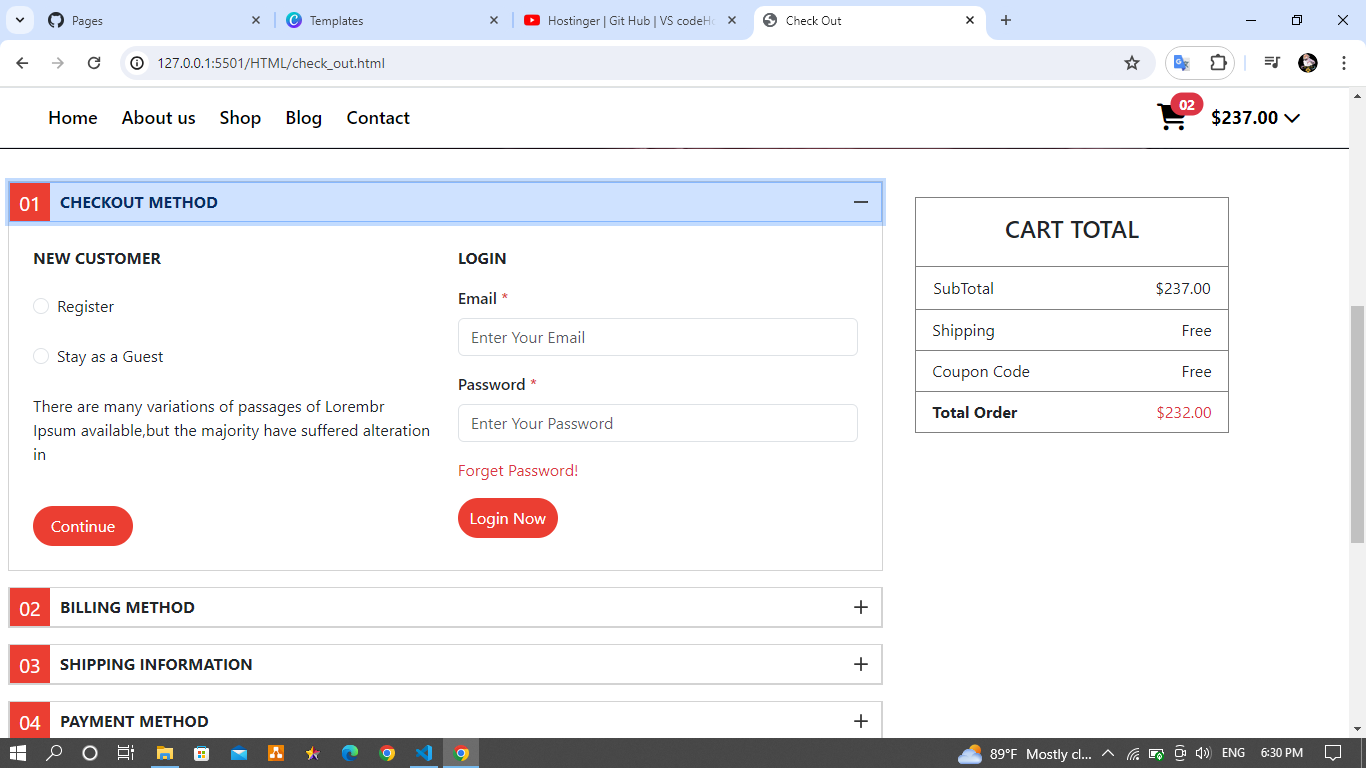 Pages
Templates
Hostinger | Git Hub | VS codeHo
Check Out
127.0.0.1:5501/HTML/check_out.html
Home About us Shop Blog Contact
02
$237.00
01 CHECKOUT METHOD
NEW CUSTOMER
Register
Stay as a Guest
There are many variations of passages of Lorembr
Ipsum available,but the majority have suffered alteration
in
Continue
LOGIN
Email *
Enter Your Email
Password *
Enter Your Password
Forget Password!
Login Now
02 BILLING METHOD
03 SHIPPING INFORMATION
04 PAYMENT METHOD
CART TOTAL
SubTotal $237.00
Shipping Free
Coupon Code Free
Total Order $232.00
89°F Mostly cl...
ENG
6:30 PM